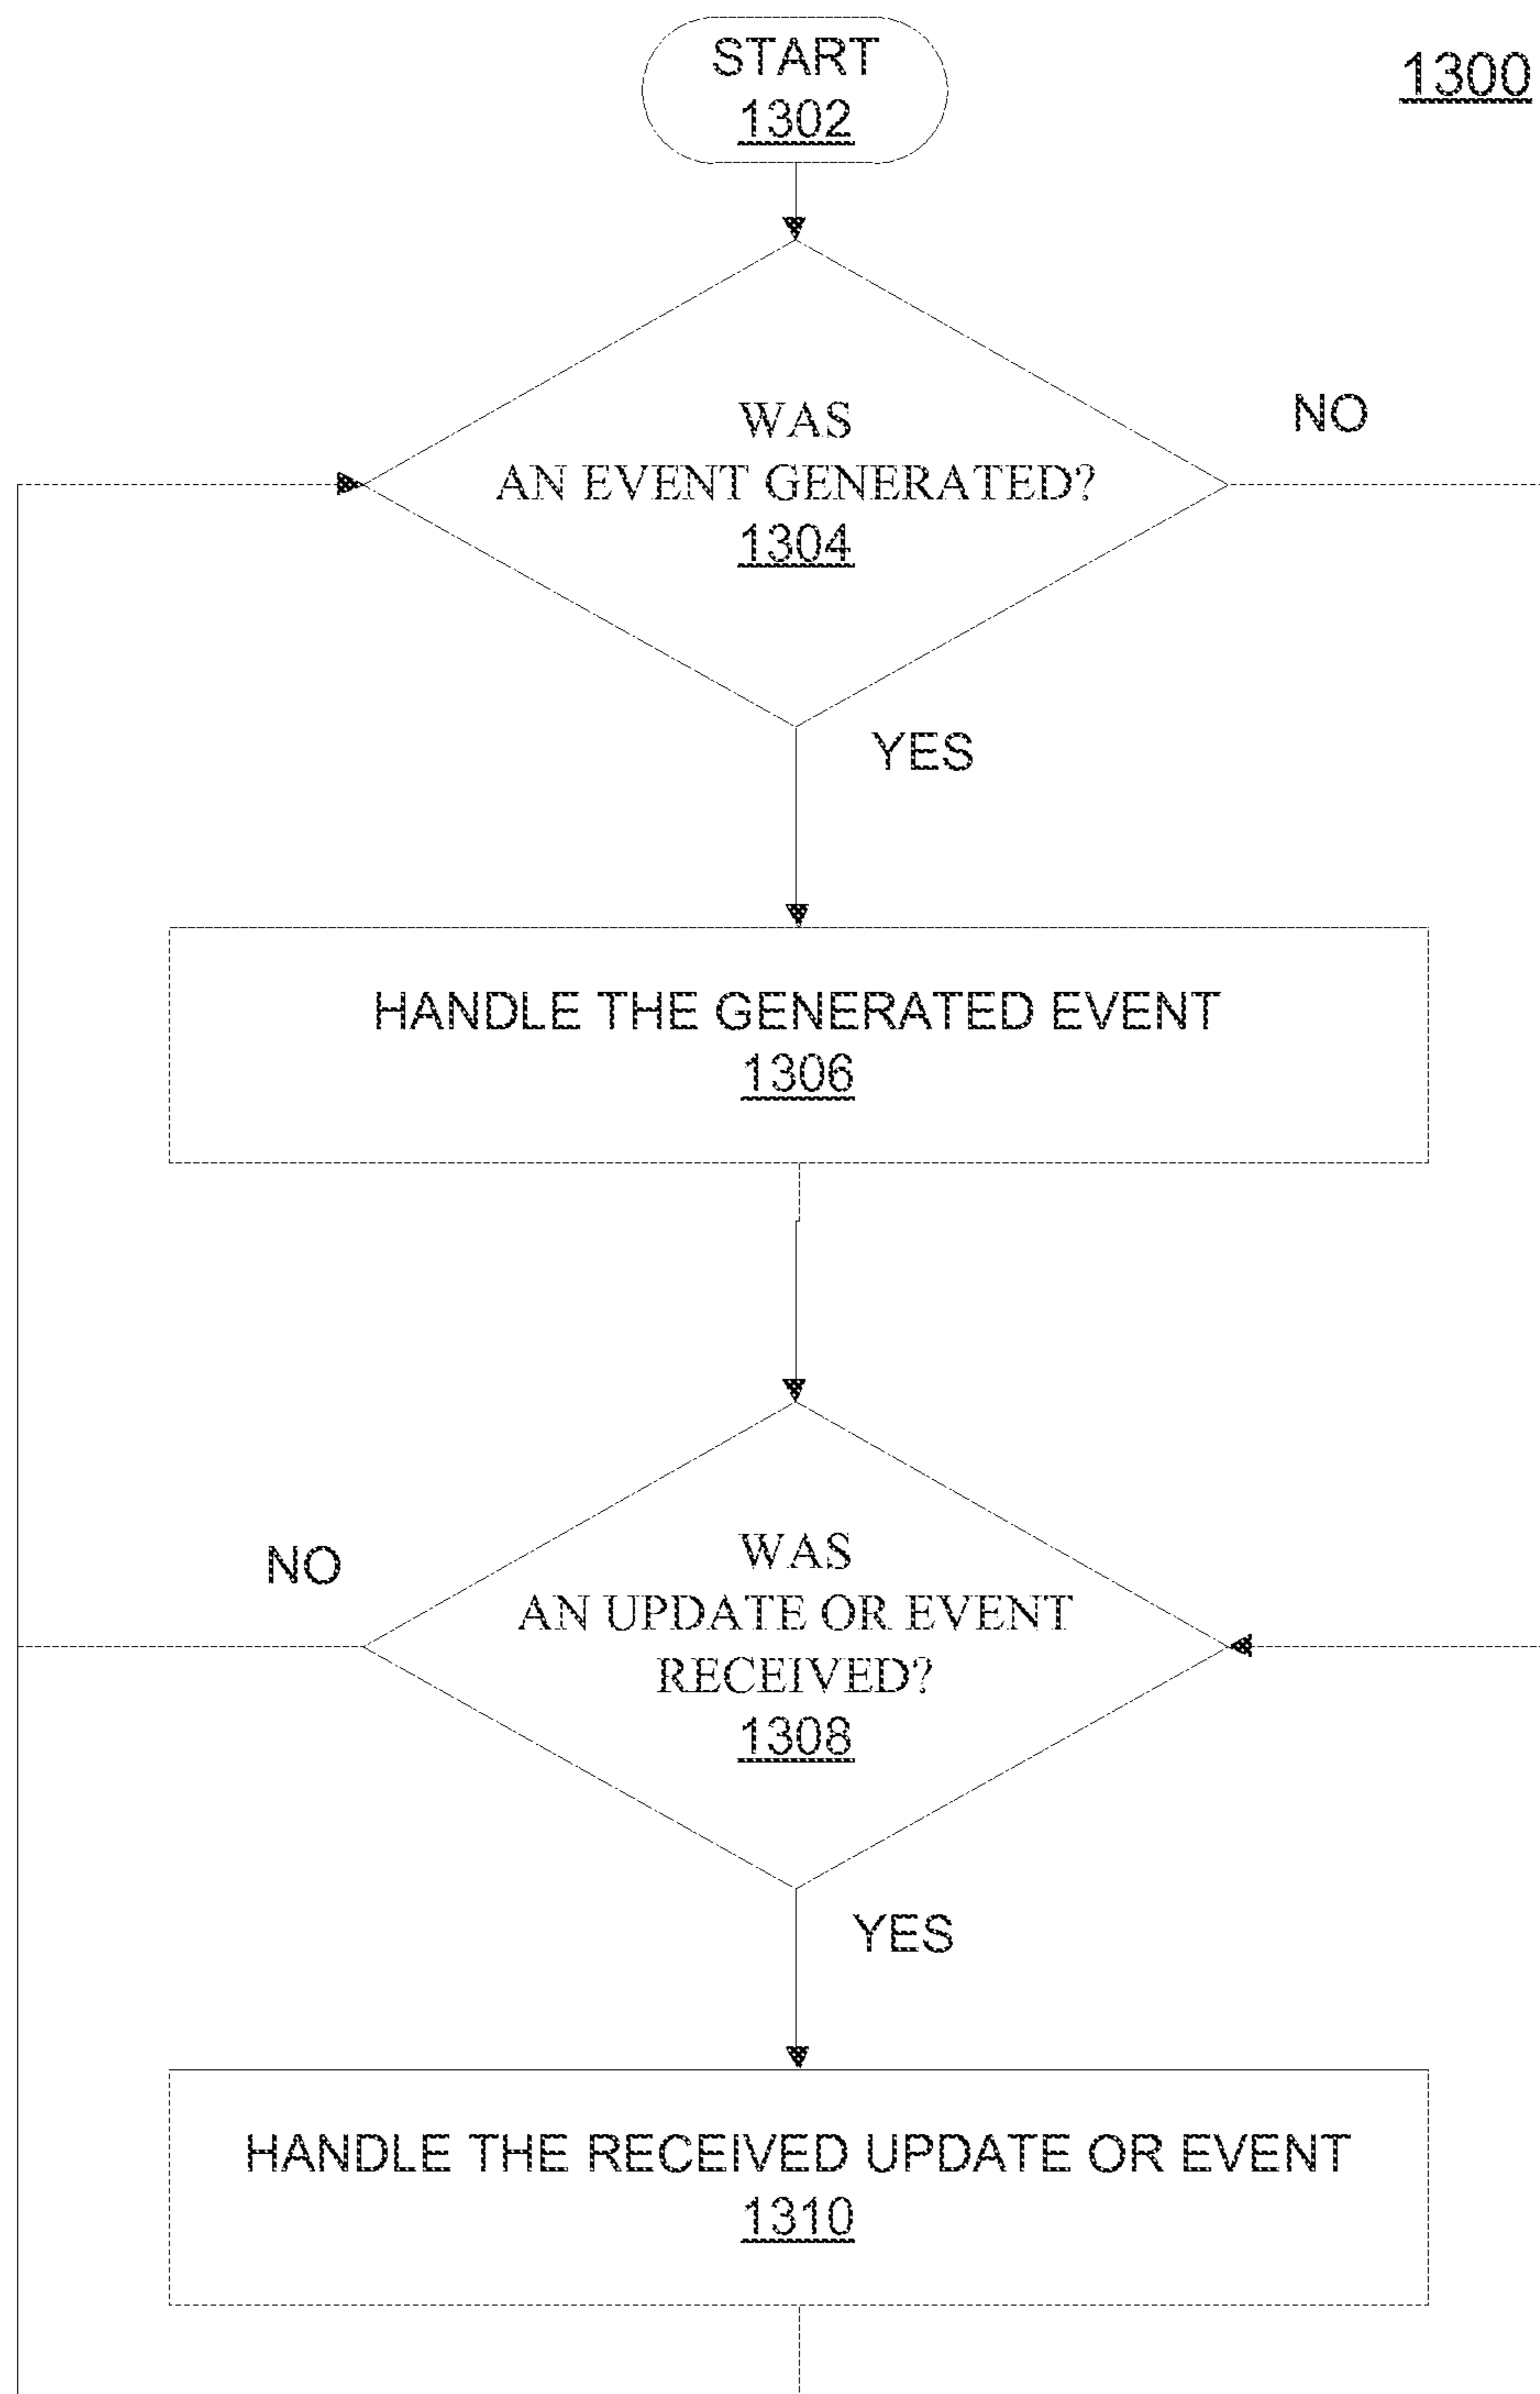 START
1302
1300
WAS
AN EVENT GENERATED?
1304
NO
YES
HANDLE THE GENERATED EVENT
1306
WAS
AN UPDATE OR EVENT
RECEIVED?
1308
NO
YES
HANDLE THE RECEIVED UPDATE OR EVENT
1310